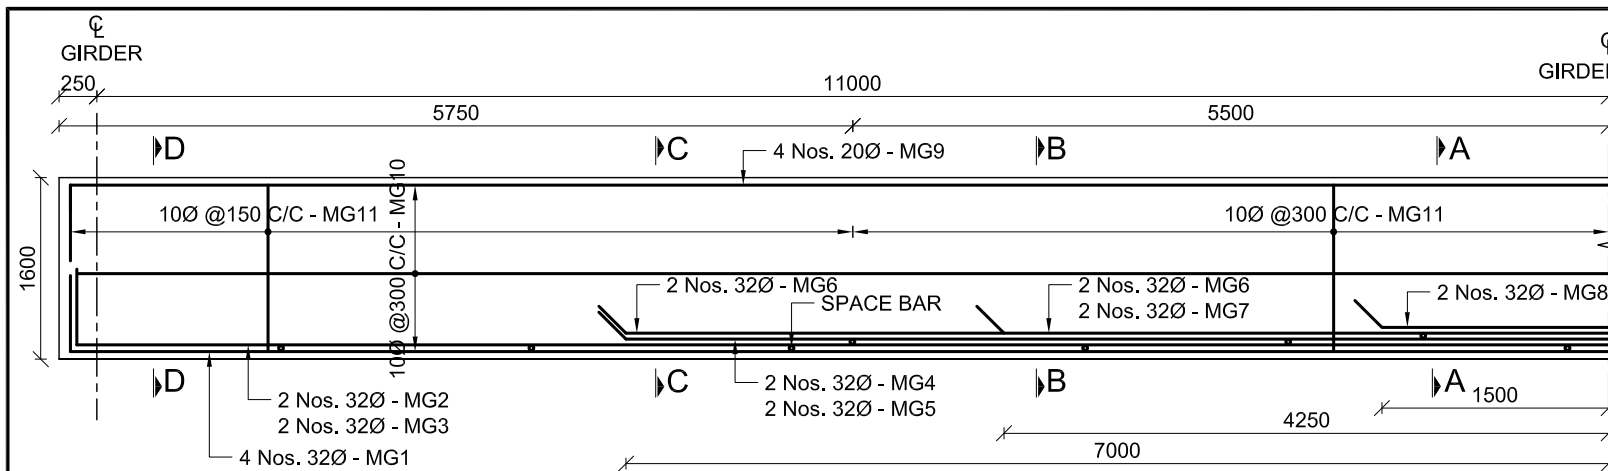 ℄
GIRDER
℄
GIRDER
250
11000
5750
5500
D
C
B
A
4 Nos. 20Ø - MG9
10Ø @150 C/C - MG11
10Ø @300 C/C - MG10
10Ø @300 C/C - MG11
1600
2 Nos. 32Ø - MG6
SPACE BAR
2 Nos. 32Ø - MG6
2 Nos. 32Ø - MG7
2 Nos. 32Ø - MG8
D
C
B
A
2 Nos. 32Ø - MG2
2 Nos. 32Ø - MG3
4 Nos. 32Ø - MG1
2 Nos. 32Ø - MG4
2 Nos. 32Ø - MG5
1500
4250
7000